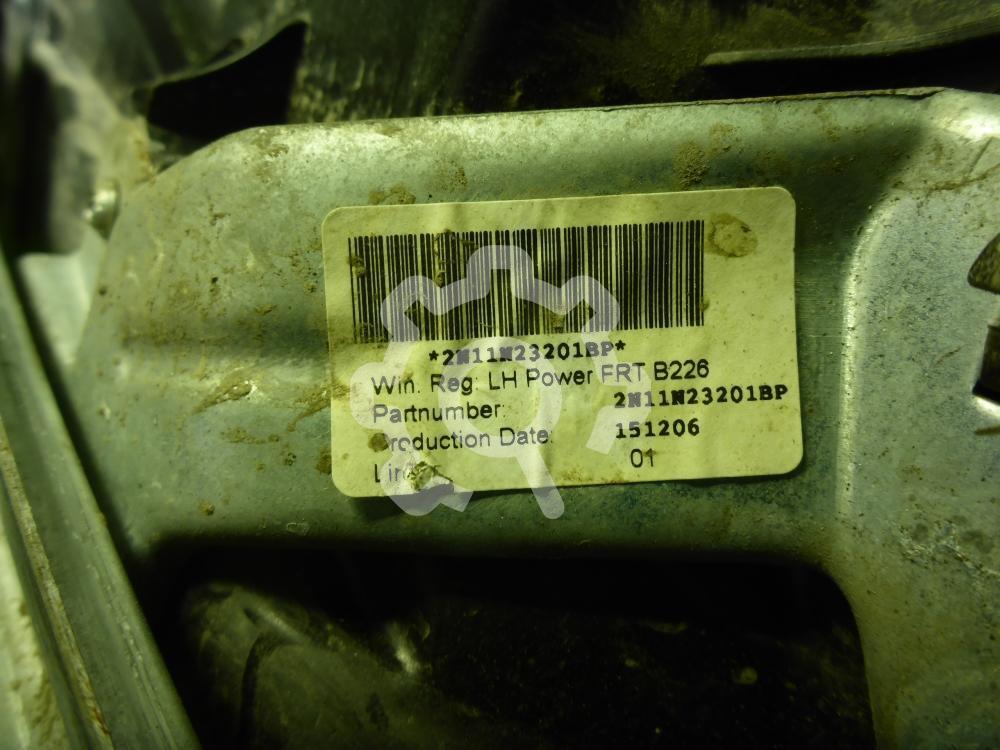 *2N11N23201BP*
Win. Reg: LH Power FRT B226
Partnumber: 2N11N23201BP
Production Date: 151206
01